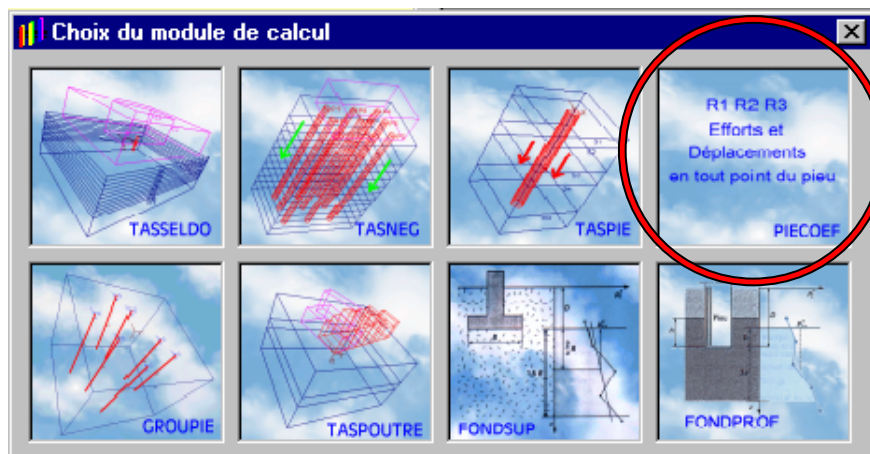 Choix du module de calcul
TASSELDO
TASNEG
TASPIE
R1 R2 R3
Efforts et
Déplacements
en tout point du pieu
PIECOEF
GROUPIE
TASPOUTRE
FONDSUP
Pieu
FONDPROF